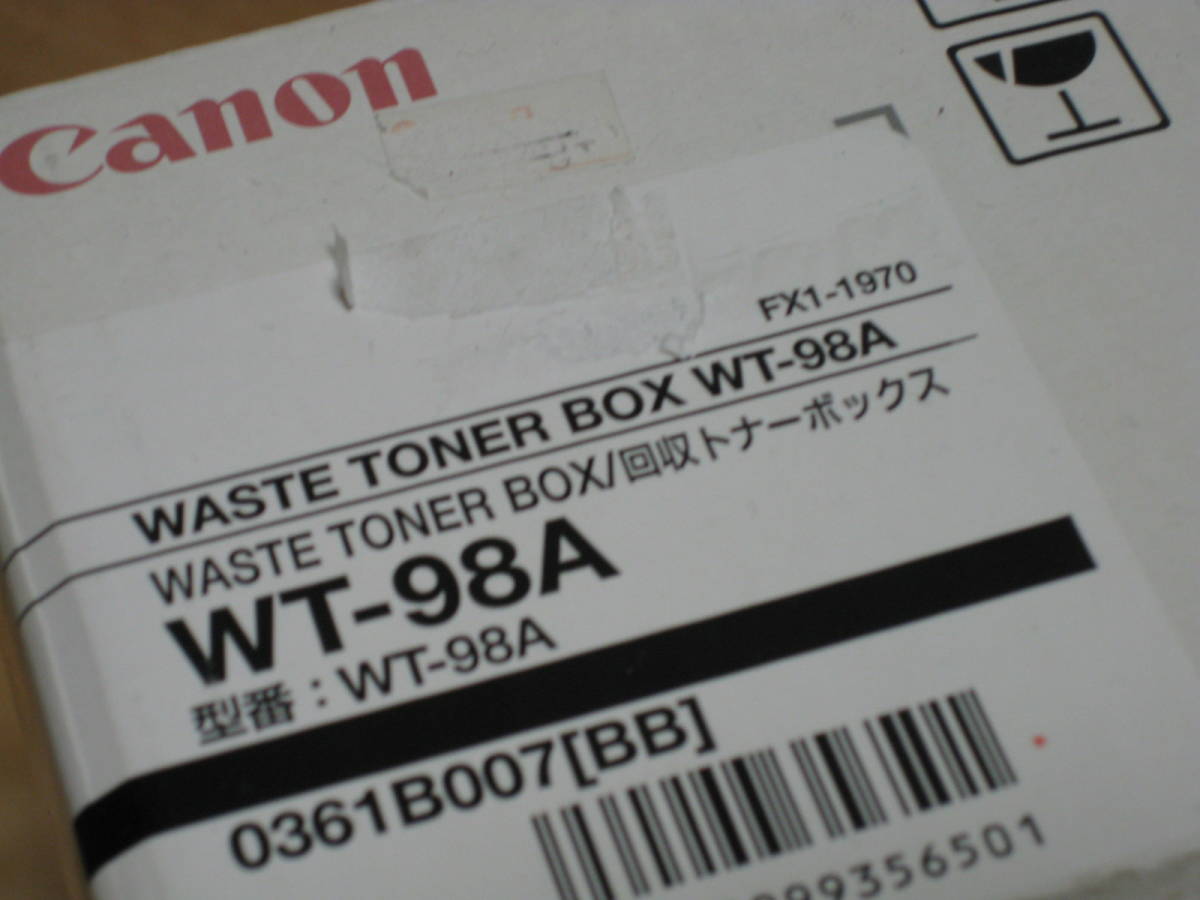 Canon
FX1-1970
WASTE TONER BOX WT-98A
WASTE TONER BOX/回収トナーボックス
WT-98A
型番：WT-98A
0361B007[BB]
99356501